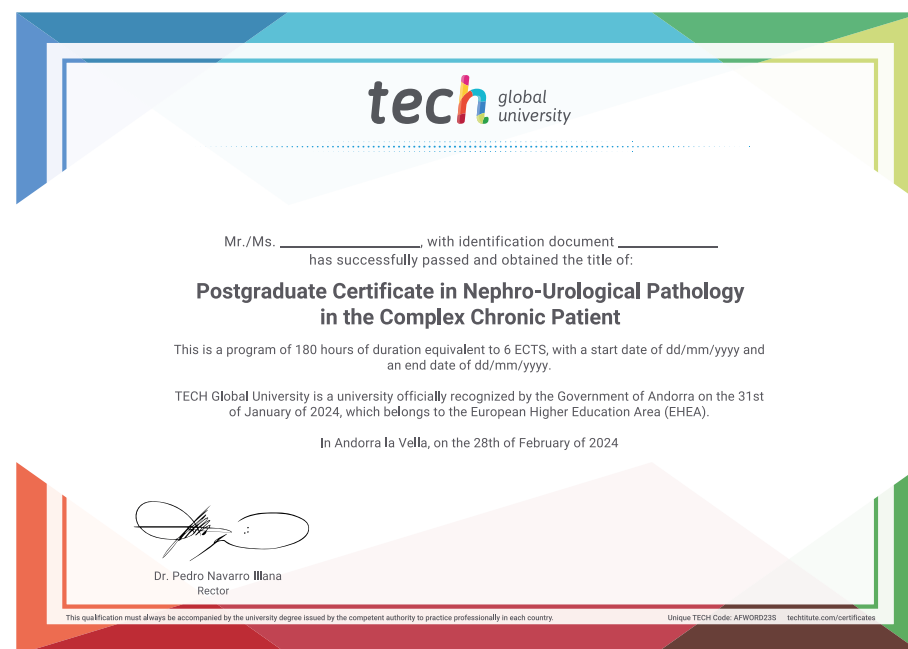 tech global university
Mr./Ms. ____________________, with identification document ______________
has successfully passed and obtained the title of:
Postgraduate Certificate in Nephro-Urological Pathology
in the Complex Chronic Patient
This is a program of 180 hours of duration equivalent to 6 ECTS, with a start date of dd/mm/yyyy and
an end date of dd/mm/yyyy.
TECH Global University is a university officially recognized by the Government of Andorra on the 31st
of January of 2024, which belongs to the European Higher Education Area (EHEA).
In Andorra la Vella, on the 28th of February of 2024
Dr. Pedro Navarro Illana
Rector
This qualification must always be accompanied by the university degree issued by the competent authority to practice professionally in each country.
Unique TECH Code: AFWORD23S techtitute.com/certificates